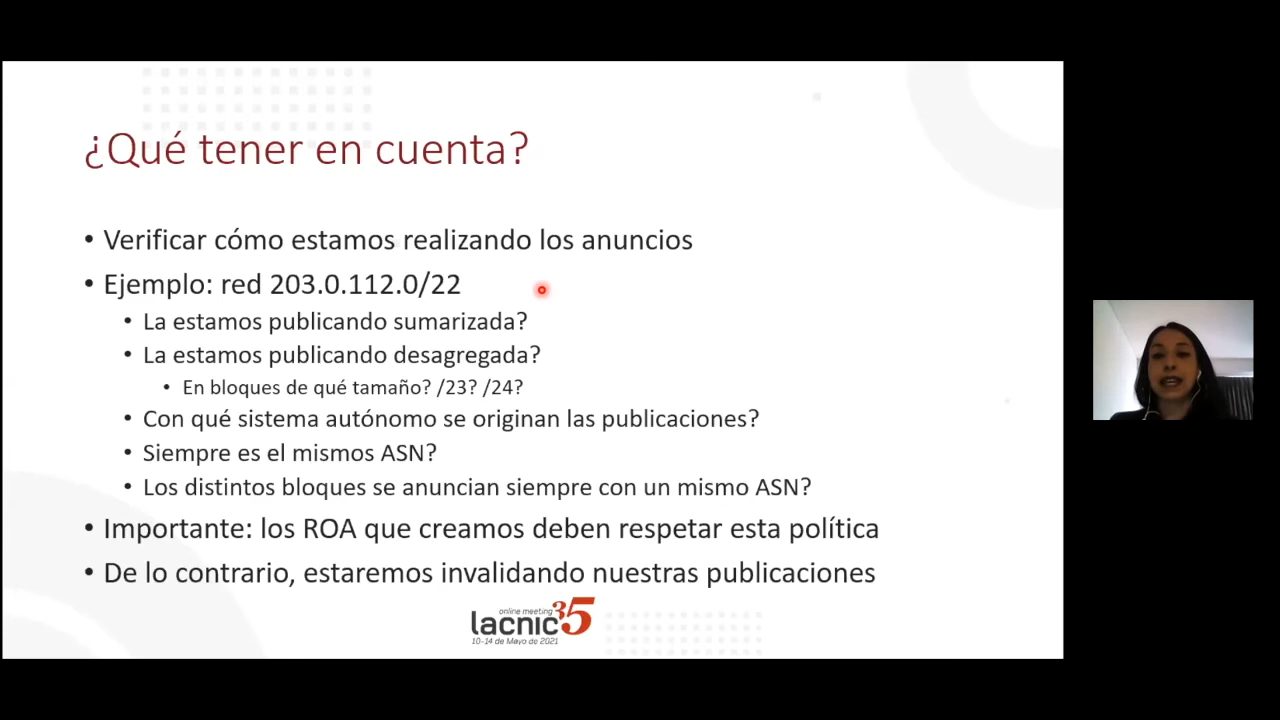 ¿Qué tener en cuenta?
• Verificar cómo estamos realizando los anuncios
• Ejemplo: red 203.0.112.0/22
• La estamos publicando sumarizada?
• La estamos publicando desagregada?
• En bloques de qué tamaño? /23? /24?
• Con qué sistema autónomo se originan las publicaciones?
• Siempre es el mismos ASN?
• Los distintos bloques se anuncian siempre con un mismo ASN?
• Importante: los ROA que creamos deben respetar esta política
• De lo contrario, estaremos invalidando nuestras publicaciones
online meeting
lacnic 35
10-14 de Mayo de 2021